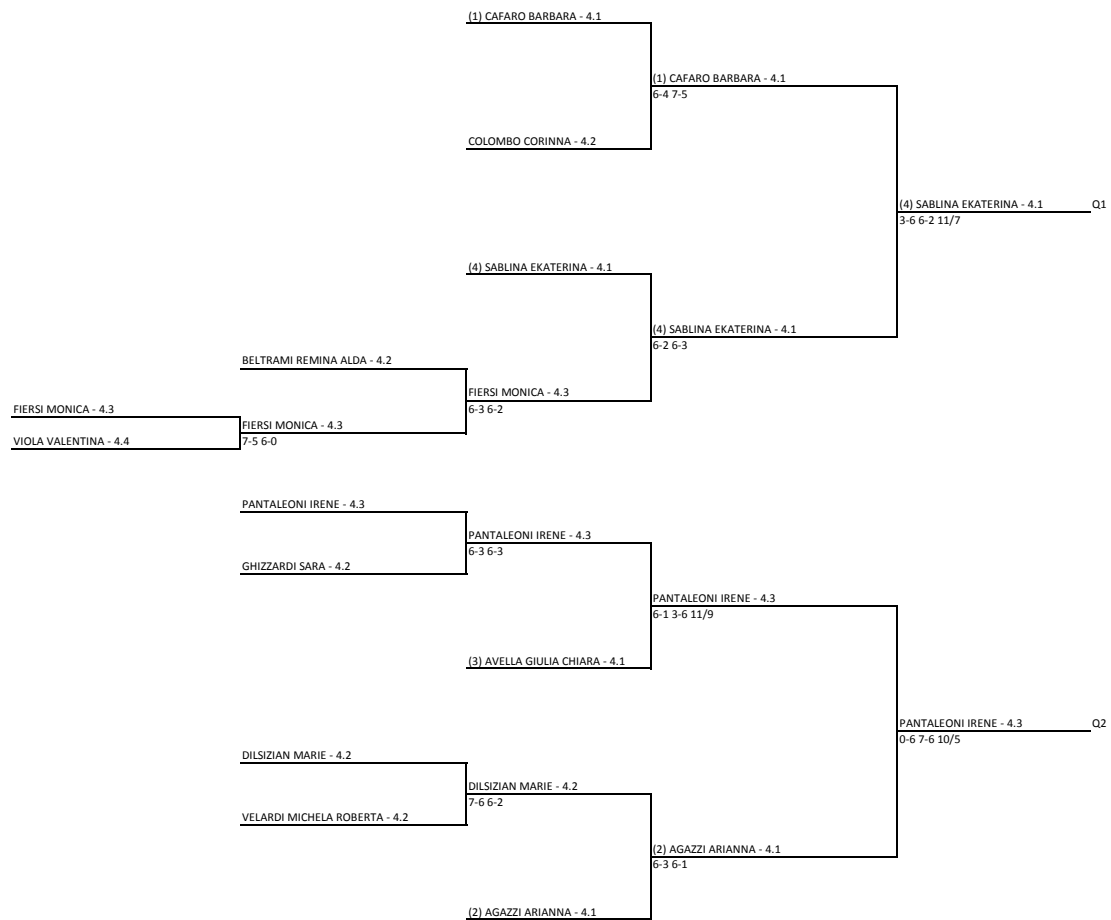 (1) CAFARO BARBARA - 4.1
(1) CAFARO BARBARA - 4.1
6-4 7-5
COLOMBO CORINNA - 4.2
(4) SABLINA EKATERINA - 4.1 Q1
3-6 6-2 11/7
(4) SABLINA EKATERINA - 4.1
(4) SABLINA EKATERINA - 4.1
6-2 6-3
BELTRAMI REMINA ALDA - 4.2
FIERSI MONICA - 4.3
6-3 6-2
FIERSI MONICA - 4.3
FIERSI MONICA - 4.3
7-5 6-0
VIOLA VALENTINA - 4.4
PANTALEONI IRENE - 4.3
PANTALEONI IRENE - 4.3
6-3 6-3
GHIZZARDI SARA - 4.2
PANTALEONI IRENE - 4.3
6-1 3-6 11/9
(3) AVELLA GIULIA CHIARA - 4.1
PANTALEONI IRENE - 4.3 Q2
0-6 7-6 10/5
DILSIZIAN MARIE - 4.2
DILSIZIAN MARIE - 4.2
7-6 6-2
VELARDI MICHELA ROBERTA - 4.2
(2) AGAZZI ARIANNA - 4.1
6-3 6-1
(2) AGAZZI ARIANNA - 4.1